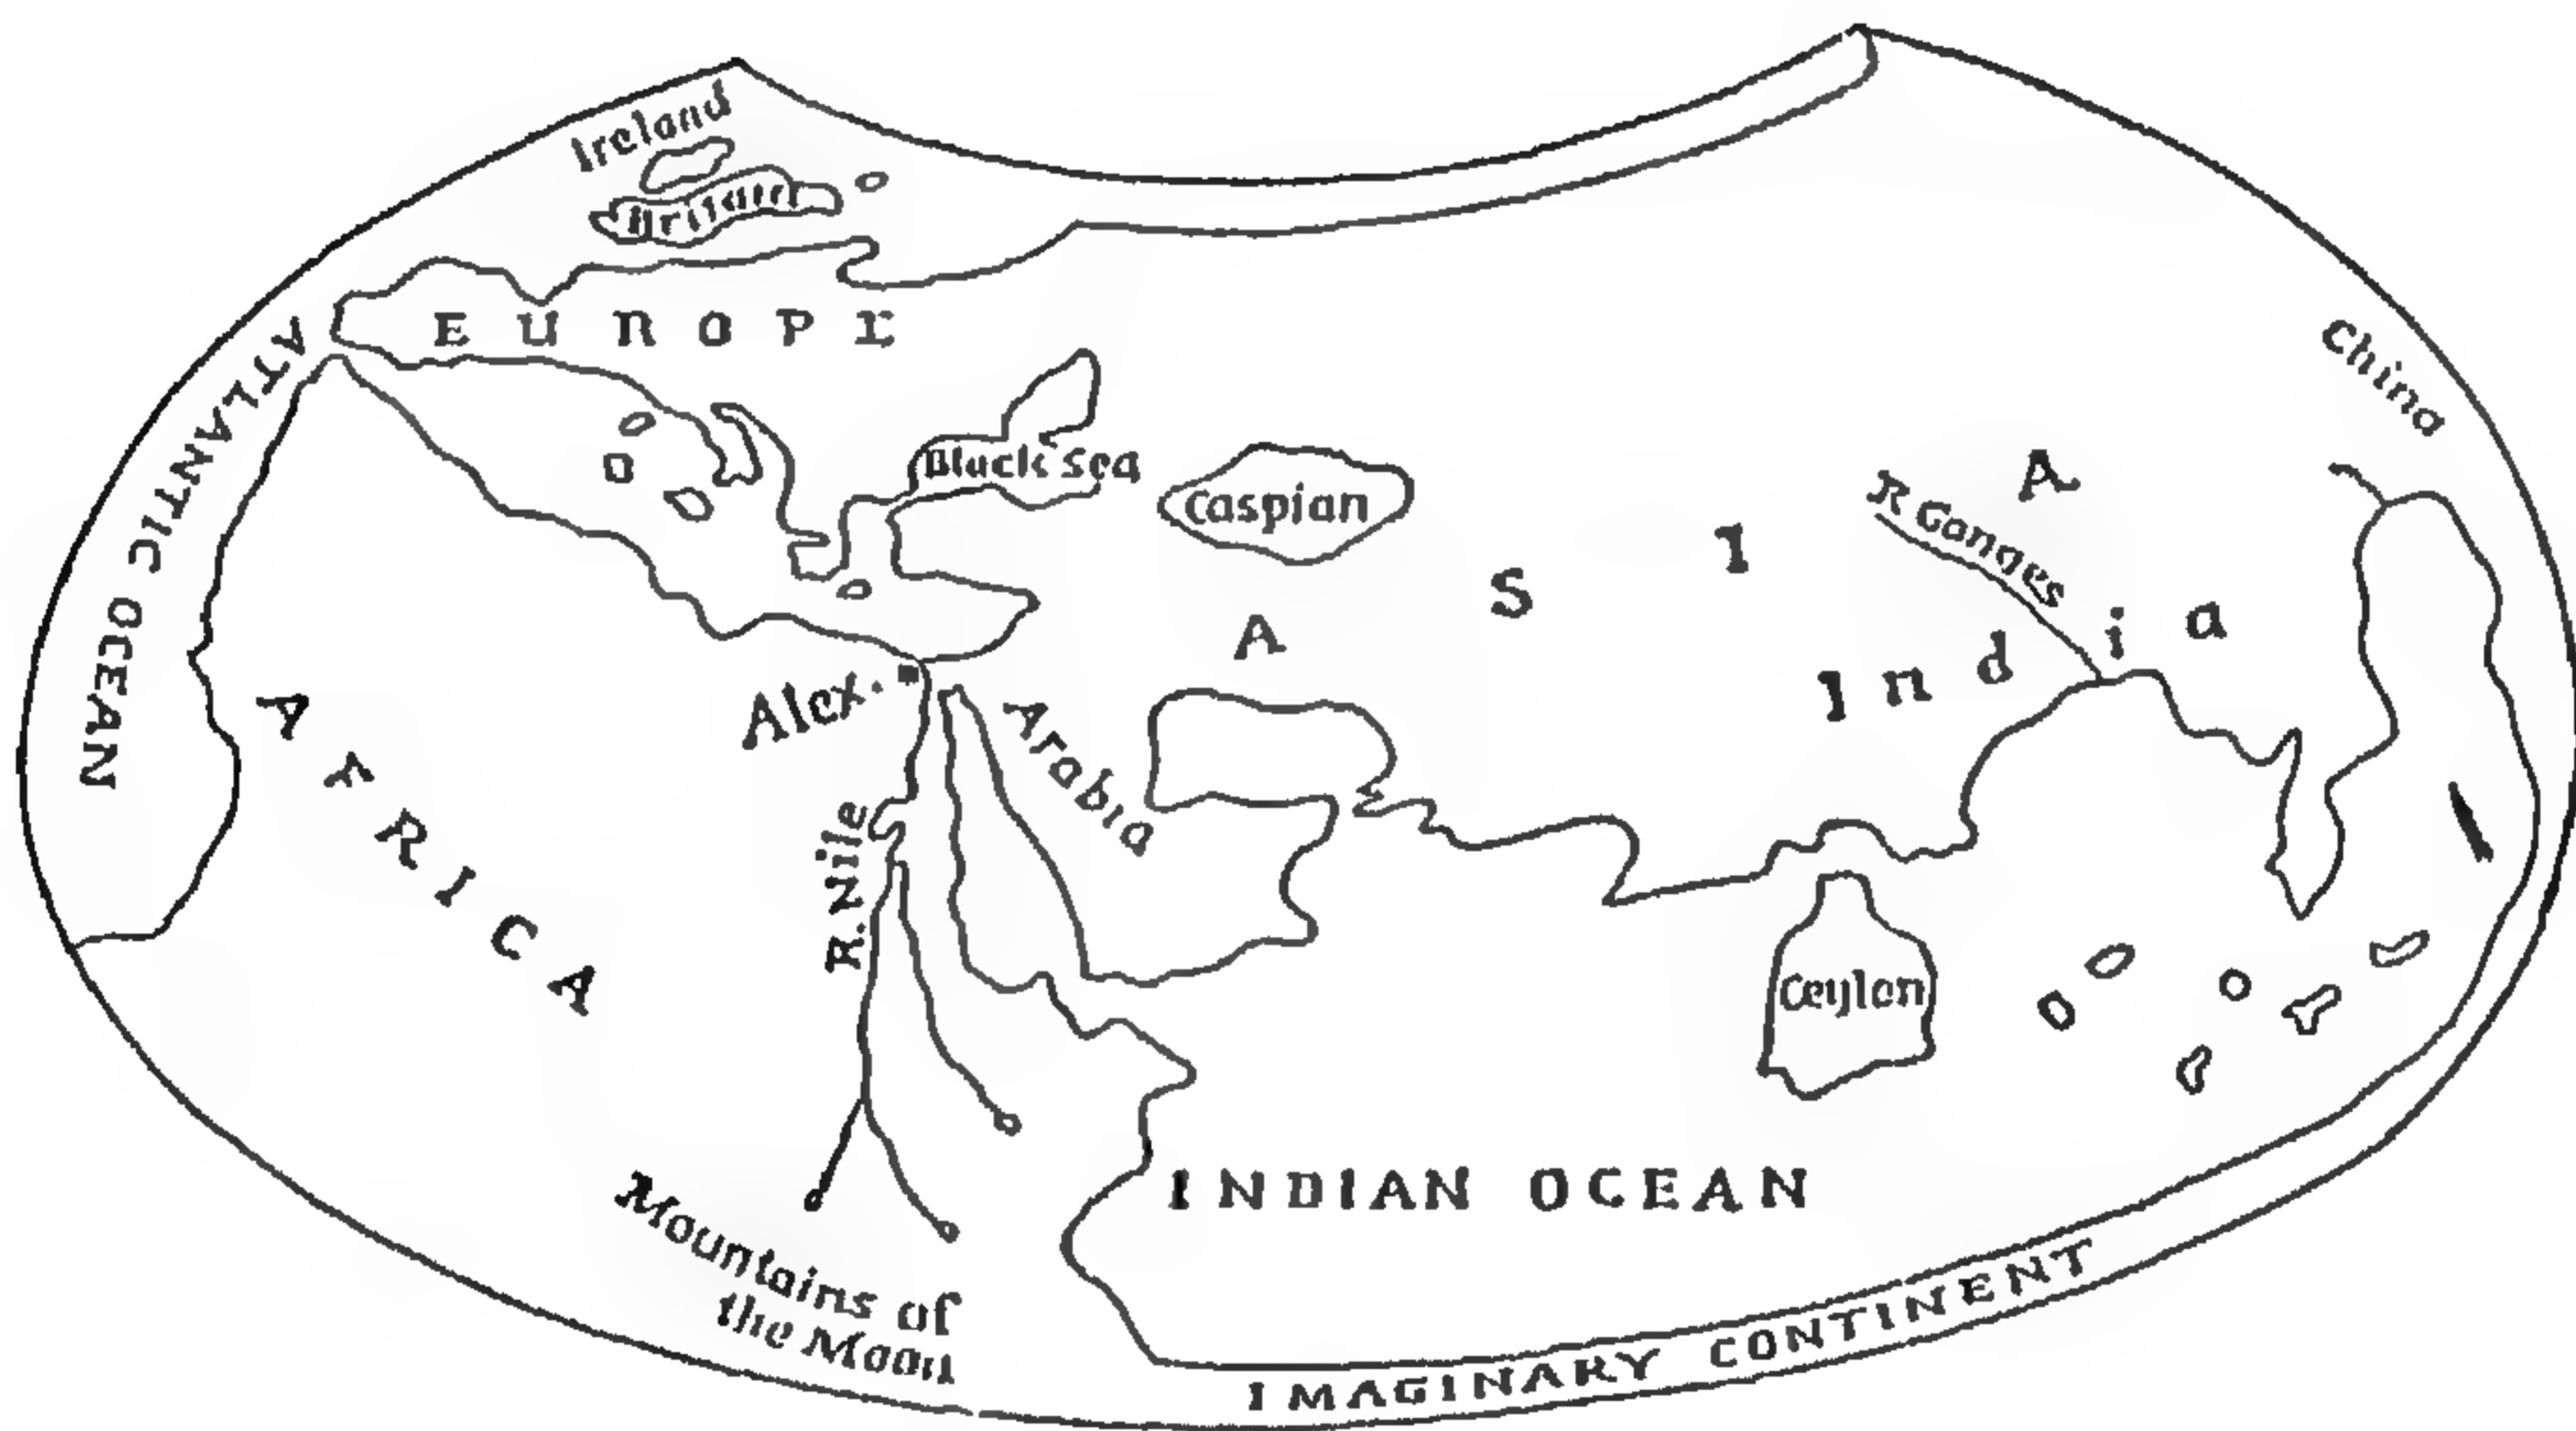 Ireland
Britain
EUROPE
ATLANTIC OCEAN
Black Sea
Caspian
China
ASIA
R Ganges
India
Alex.
Arabia
AFRICA
R. Nile
Ceylon
Mountains of
the Moon
INDIAN OCEAN
IMAGINARY CONTINENT